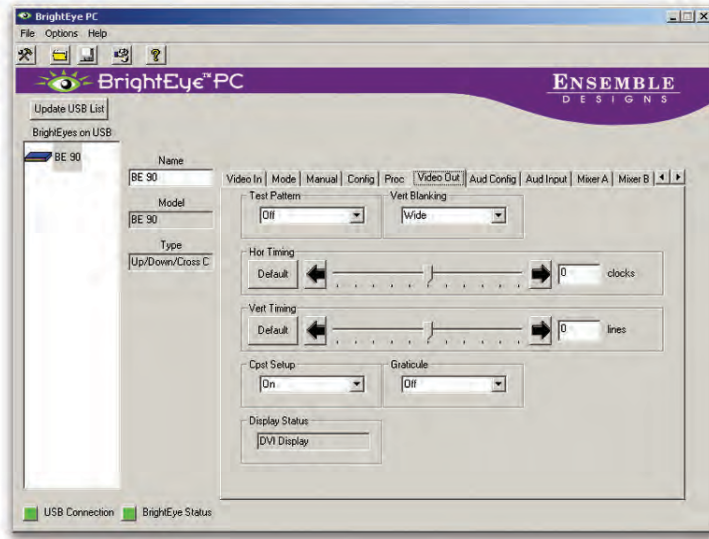 BrightEye PC
File Options Help
BrightEye™ PC
ENSEMBLE
DESIGNS
Update USB List
BrightEyes on USB
BE 90
Name
BE 90
Model
BE 90
Type
Up/Down/Cross C
Video In Mode Manual Config Proc Video Out Aud Config Aud Input Mixer A Mixer B
Test Pattern
Off
Vert Blanking
Wide
Hor Timing
Default 0 clocks
Vert Timing
Default 0 lines
Cpst Setup
On
Graticule
Off
Display Status
DVI Display
USB Connection BrightEye Status